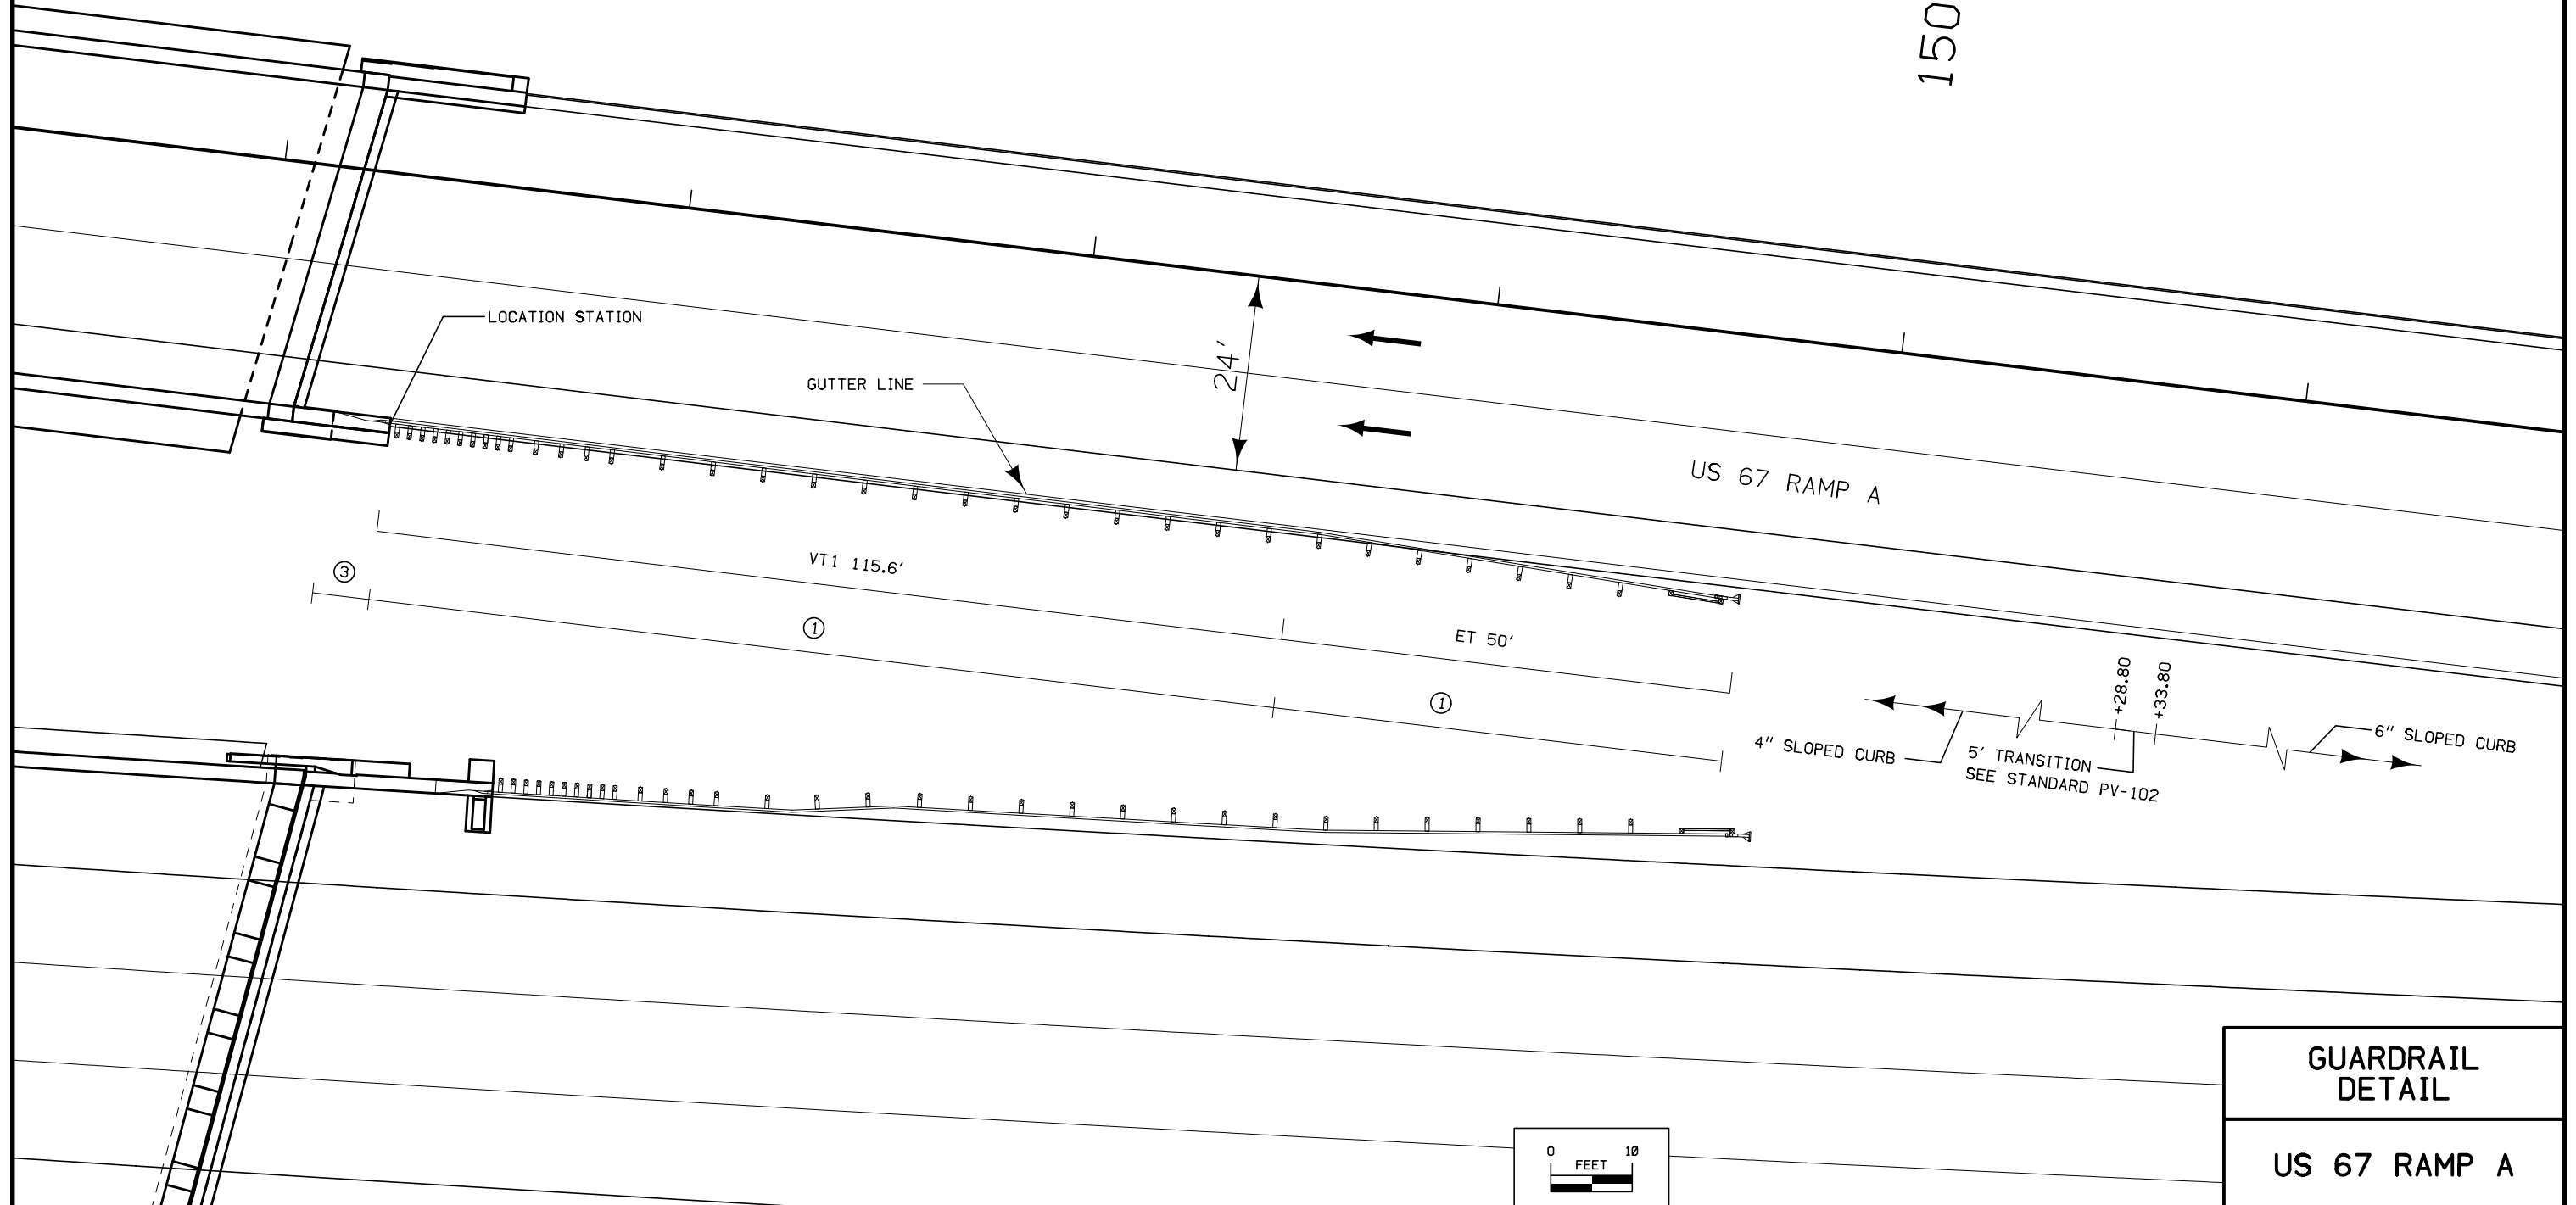 150
LOCATION STATION
GUTTER LINE
24'
US 67 RAMP A
VT1 115.6'
3
1
ET 50'
1
+28.80
+33.80
4" SLOPED CURB
5' TRANSITION
SEE STANDARD PV-102
6" SLOPED CURB
0 10
FEET
GUARDRAIL
DETAIL
US 67 RAMP A